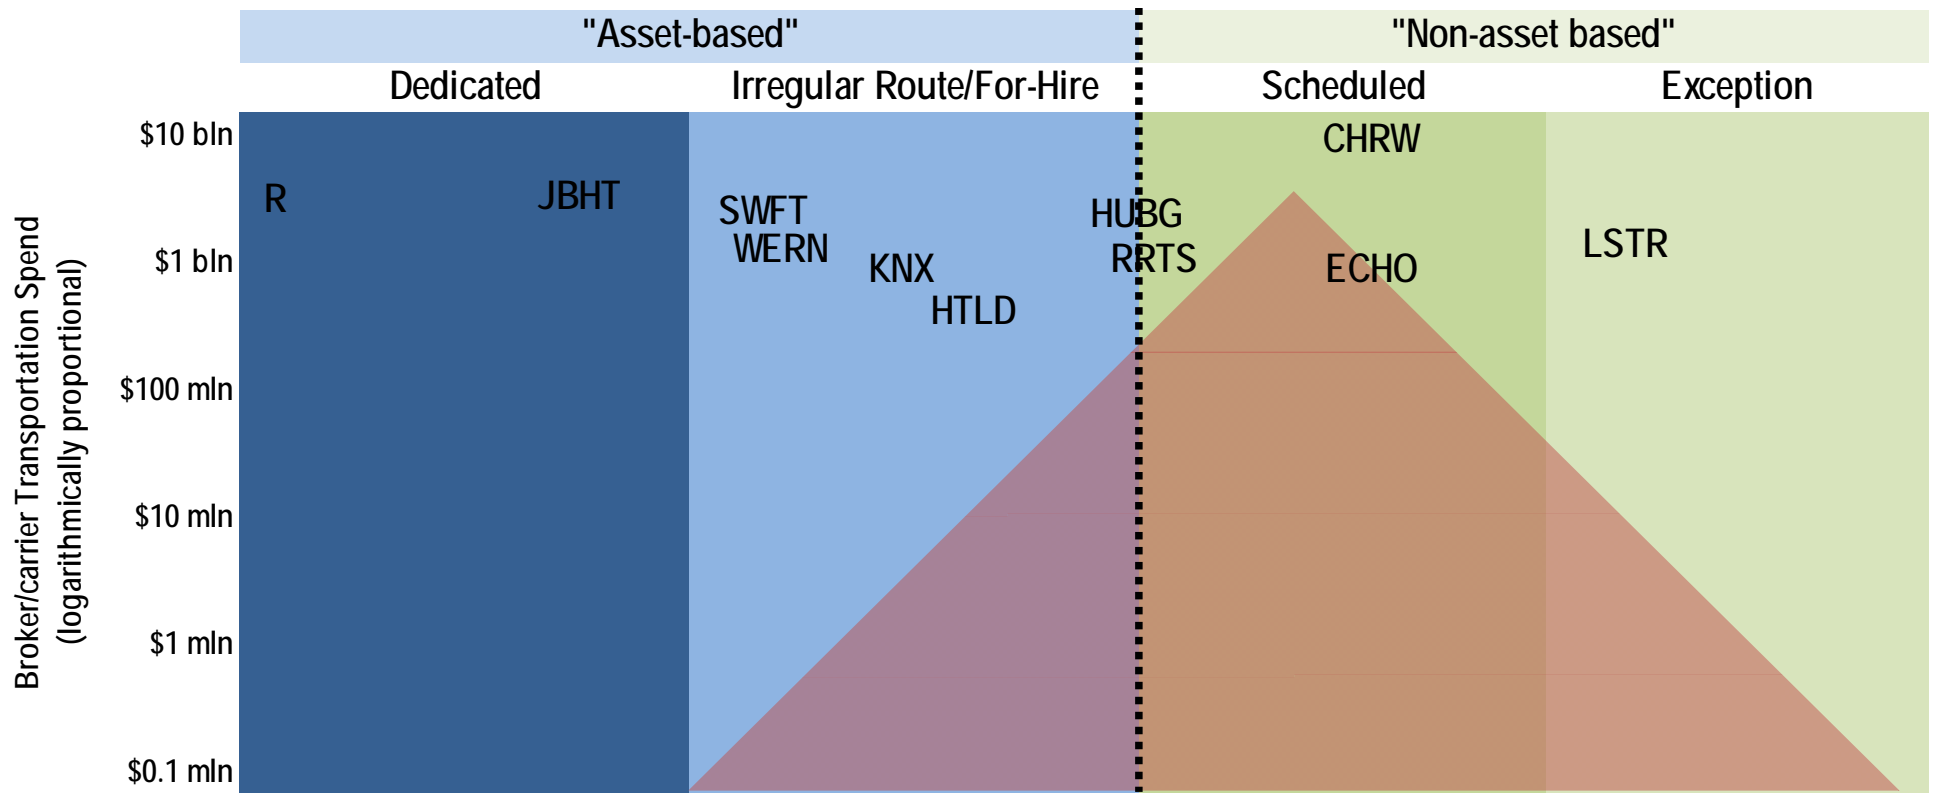 "Asset-based" "Non-asset based"
Dedicated Irregular Route/For-Hire Scheduled Exception
$10 bln
CHRW
R JBHT SWFT HUBG
WERN RRTS LSTR
$1 bln
KNX ECHO
HTLD
$100 mln
$10 mln
$1 mln
$0.1 mln
Broker/carrier Transportation Spend
(logarithmically proportional)